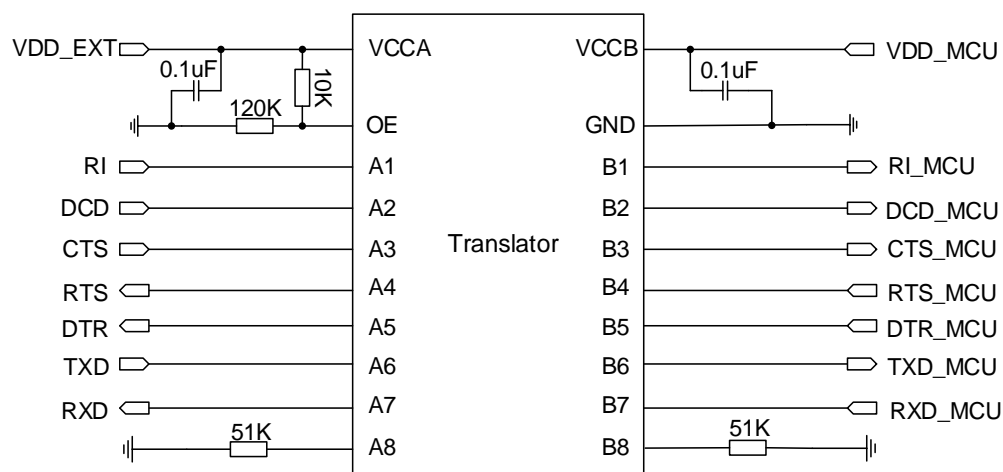 VDD_EXT VCCA VCCB VDD_MCU
0.1uF 10K 0.1uF
120K OE GND
RI A1 B1 RI_MCU
DCD A2 B2 DCD_MCU
CTS A3 Translator B3 CTS_MCU
RTS A4 B4 RTS_MCU
DTR A5 B5 DTR_MCU
TXD A6 B6 TXD_MCU
RXD A7 B7 RXD_MCU
51K A8 B8 51K